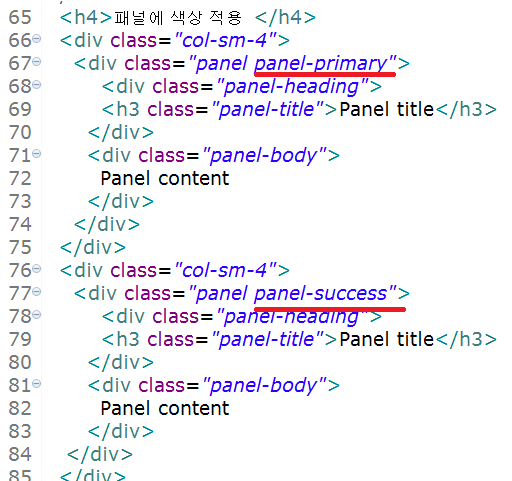 65 <h4>패널에 색상 적용 </h4>
66 <div class="col-sm-4">
67 <div class="panel panel-primary">
68 <div class="panel-heading">
69 <h3 class="panel-title">Panel title</h3>
70 </div>
71 <div class="panel-body">
72 Panel content
73 </div>
74 </div>
75 </div>
76 <div class="col-sm-4">
77 <div class="panel panel-success">
78 <div class="panel-heading">
79 <h3 class="panel-title">Panel title</h3>
80 </div>
81 <div class="panel-body">
82 Panel content
83 </div>
84 </div>
85 </div>